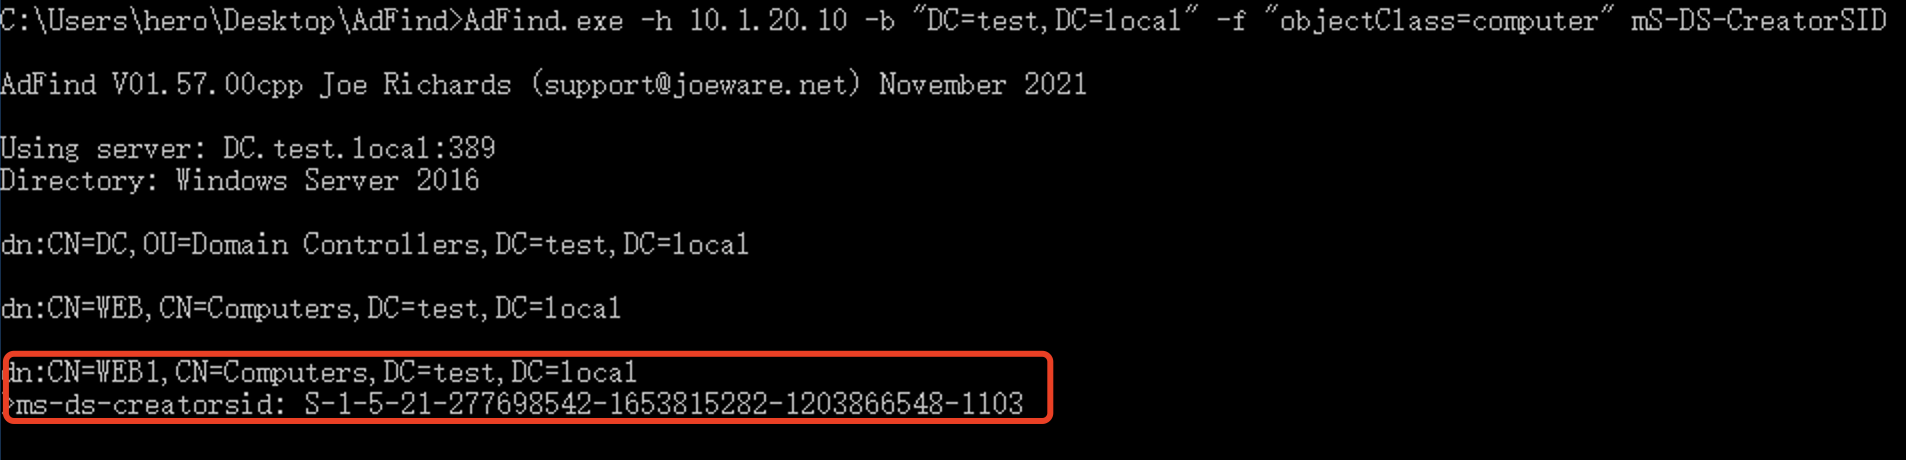 C:\Users\hero\Desktop\AdFind>AdFind.exe -h 10.1.20.10 -b "DC=test,DC=local" -f "objectClass=computer" mS-DS-CreatorSID
AdFind V01.57.00cpp Joe Richards (support@joeware.net) November 2021
Using server: DC.test.local:389
Directory: Windows Server 2016
dn:CN=DC,OU=Domain Controllers,DC=test,DC=local
dn:CN=WEB,CN=Computers,DC=test,DC=local
dn:CN=WEB1,CN=Computers,DC=test,DC=local
>ms-ds-creatorsid: S-1-5-21-277698542-1653815282-1203866548-1103